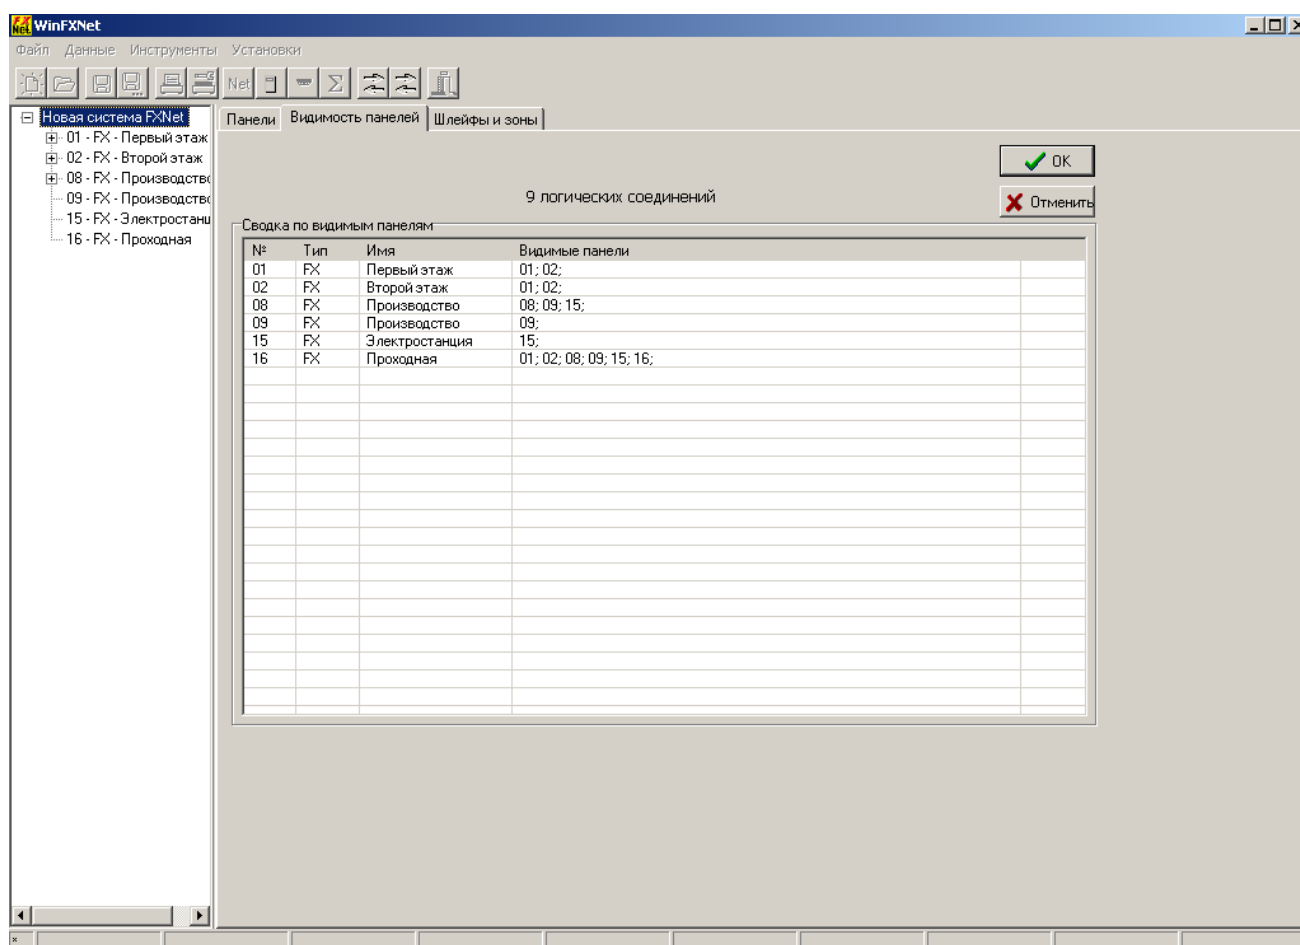 WinFXNet
Файл Данные Инструменты Установки
Net Σ
Новая система FXNet
01 - FX - Первый этаж
02 - FX - Второй этаж
08 - FX - Производство
09 - FX - Производство
15 - FX - Электростанц
16 - FX - Проходная
Панели Видимость панелей Шлейфы и зоны
OK
9 логических соединений
Отменить
Сводка по видимым панелям
№ Тип Имя Видимые панели
01 FX Первый этаж 01; 02;
02 FX Второй этаж 01; 02;
08 FX Производство 08; 09; 15;
09 FX Производство 09;
15 FX Электростанция 15;
16 FX Проходная 01; 02; 08; 09; 15; 16;